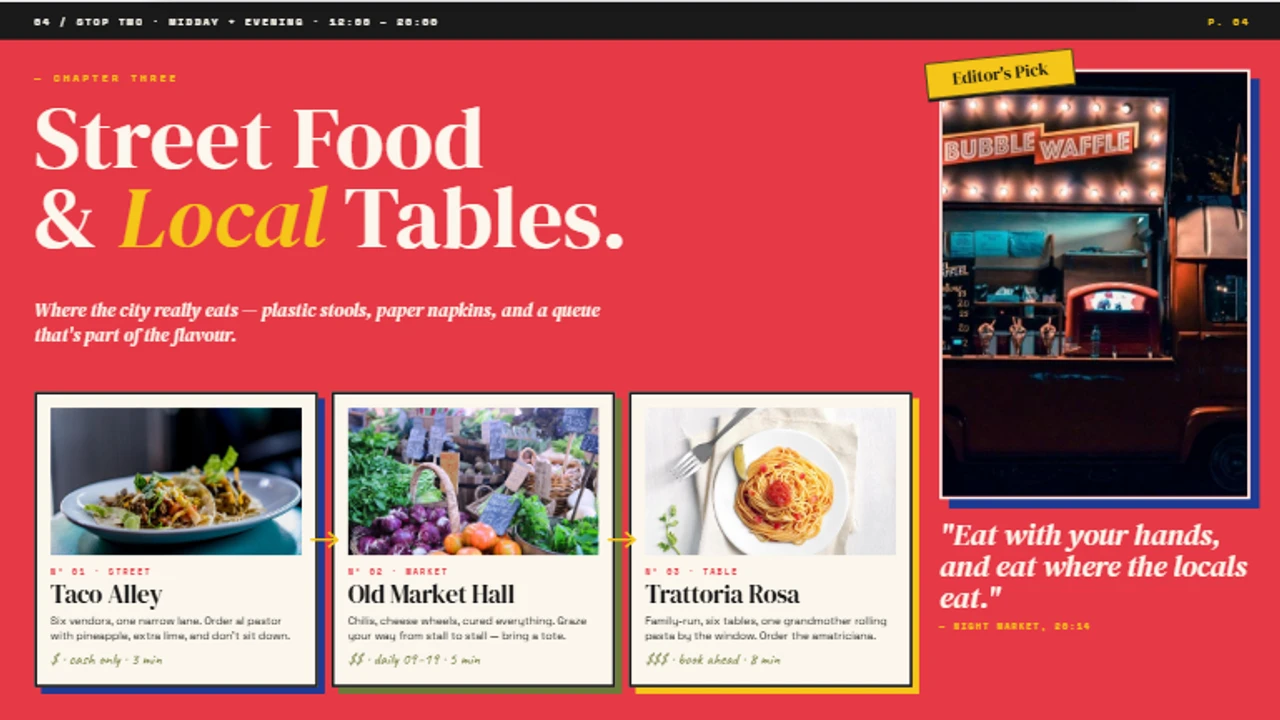 04 / STOP TWO · MIDDAY + EVENING · 12:00 — 20:00
P. 04
— CHAPTER THREE
Street Food
& Local Tables.
Where the city really eats — plastic stools, paper napkins, and a queue
that's part of the flavour.
Editor's Pick
BUBBLE WAFFLE
N° 01 · STREET
Taco Alley
Six vendors, one narrow lane. Order al pastor
with pineapple, extra lime, and don't sit down.
$ · cash only · 3 min
N° 02 · MARKET
Old Market Hall
Chilis, cheese wheels, cured everything. Graze
your way from stall to stall — bring a tote.
$$ · daily 09–19 · 5 min
N° 03 · TABLE
Trattoria Rosa
Family-run, six tables, one grandmother rolling
pasta by the window. Order the amatriciana.
$$$ · book ahead · 8 min
"Eat with your hands,
and eat where the locals
eat."
— NIGHT MARKET, 20:14